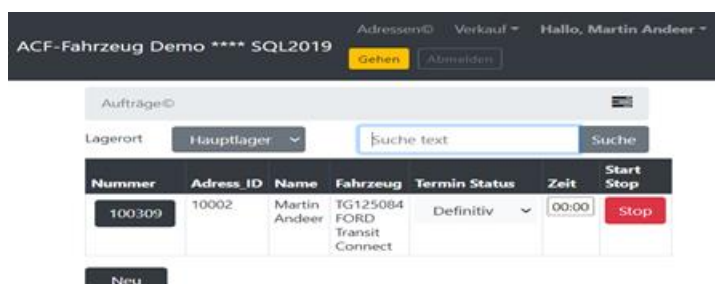 Adressen© Verkauf Hallo, Martin Andeer
ACF-Fahrzeug Demo **** SQL2019
Gehen Abmelden
Aufträge©
Lagerort Hauptlager Suche text Suche
Nummer Adress_ID Name Fahrzeug Termin Status Zeit Start Stop
100309 10002 Martin Andeer TG125084 FORD Transit Connect Definitiv 00:00 Stop
Neu